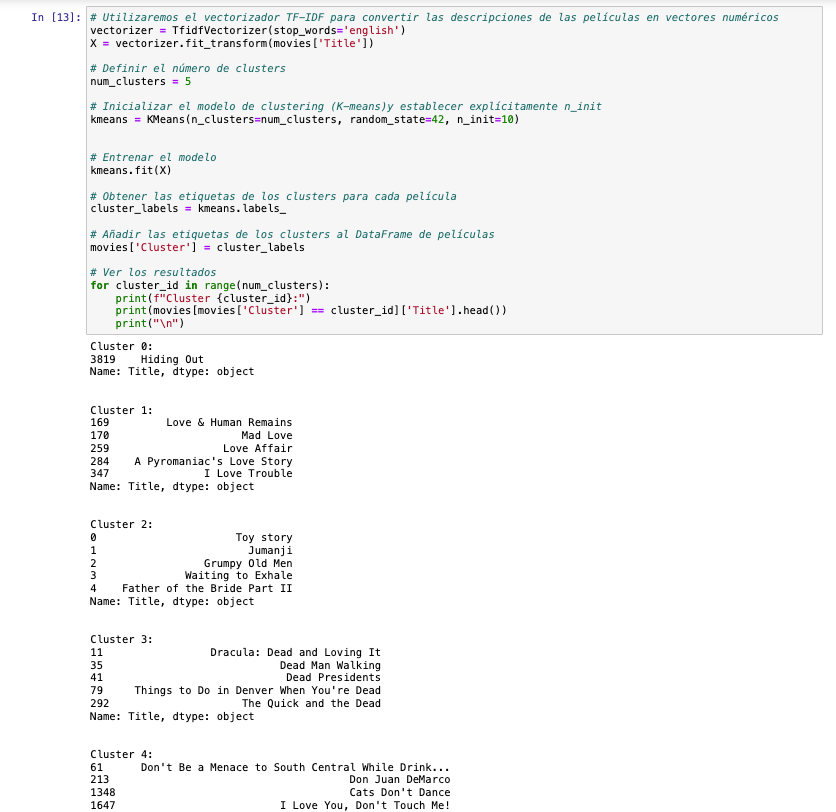 In [13]: # Utilizaremos el vectorizador TF-IDF para convertir las descripciones de las películas en vectores numéricos
vectorizer = TfidfVectorizer(stop_words='english')
X = vectorizer.fit_transform(movies['Title'])

# Definir el número de clusters
num_clusters = 5

# Inicializar el modelo de clustering (K-means)y establecer explícitamente n_init
kmeans = KMeans(n_clusters=num_clusters, random_state=42, n_init=10)


# Entrenar el modelo
kmeans.fit(X)

# Obtener las etiquetas de los clusters para cada película
cluster_labels = kmeans.labels_

# Añadir las etiquetas de los clusters al DataFrame de películas
movies['Cluster'] = cluster_labels

# Ver los resultados
for cluster_id in range(num_clusters):
    print(f"Cluster {cluster_id}:")
    print(movies[movies['Cluster'] == cluster_id]['Title'].head())
    print("\n")
Cluster 0:
3819    Hiding Out
Name: Title, dtype: object


Cluster 1:
169         Love & Human Remains
170                     Mad Love
259                  Love Affair
284    A Pyromaniac's Love Story
347               I Love Trouble
Name: Title, dtype: object


Cluster 2:
0                    Toy story
1                      Jumanji
2               Grumpy Old Men
3            Waiting to Exhale
4    Father of the Bride Part II
Name: Title, dtype: object


Cluster 3:
11                Dracula: Dead and Loving It
35                           Dead Man Walking
41                            Dead Presidents
79     Things to Do in Denver When You're Dead
292                    The Quick and the Dead
Name: Title, dtype: object


Cluster 4:
61      Don't Be a Menace to South Central While Drink...
213                                       Don Juan DeMarco
1348                                      Cats Don't Dance
1647                           I Love You, Don't Touch Me!